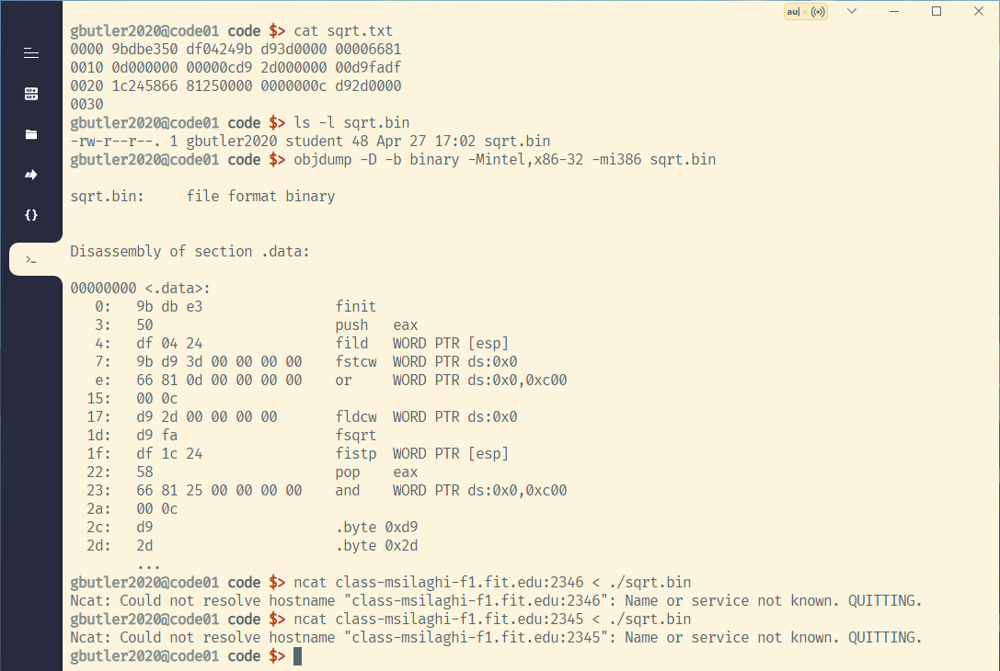 au|
gbutler2020@code01 code $> cat sqrt.txt
0000 9bdbe350 df04249b d93d0000 00006681
0010 0d000000 00000cd9 2d000000 00d9fadf
0020 1c245866 81250000 0000000c d92d0000
0030
gbutler2020@code01 code $> ls -l sqrt.bin
-rw-r--r--. 1 gbutler2020 student 48 Apr 27 17:02 sqrt.bin
gbutler2020@code01 code $> objdump -D -b binary -Mintel,x86-32 -mi386 sqrt.bin
sqrt.bin:     file format binary
Disassembly of section .data:
00000000 <.data>:
   0:   9b db e3                finit
   3:   50                      push   eax
   4:   df 04 24                fild   WORD PTR [esp]
   7:   9b d9 3d 00 00 00 00    fstcw  WORD PTR ds:0x0
   e:   66 81 0d 00 00 00 00    or     WORD PTR ds:0x0,0xc00
  15:   00 0c
  17:   d9 2d 00 00 00 00       fldcw  WORD PTR ds:0x0
  1d:   d9 fa                   fsqrt
  1f:   df 1c 24                fistp  WORD PTR [esp]
  22:   58                      pop    eax
  23:   66 81 25 00 00 00 00    and    WORD PTR ds:0x0,0xc00
  2a:   00 0c
  2c:   d9                      .byte 0xd9
  2d:   2d                      .byte 0x2d
        ...
gbutler2020@code01 code $> ncat class-msilaghi-f1.fit.edu:2346 < ./sqrt.bin
Ncat: Could not resolve hostname "class-msilaghi-f1.fit.edu:2346": Name or service not known. QUITTING.
gbutler2020@code01 code $> ncat class-msilaghi-f1.fit.edu:2345 < ./sqrt.bin
Ncat: Could not resolve hostname "class-msilaghi-f1.fit.edu:2345": Name or service not known. QUITTING.
gbutler2020@code01 code $>